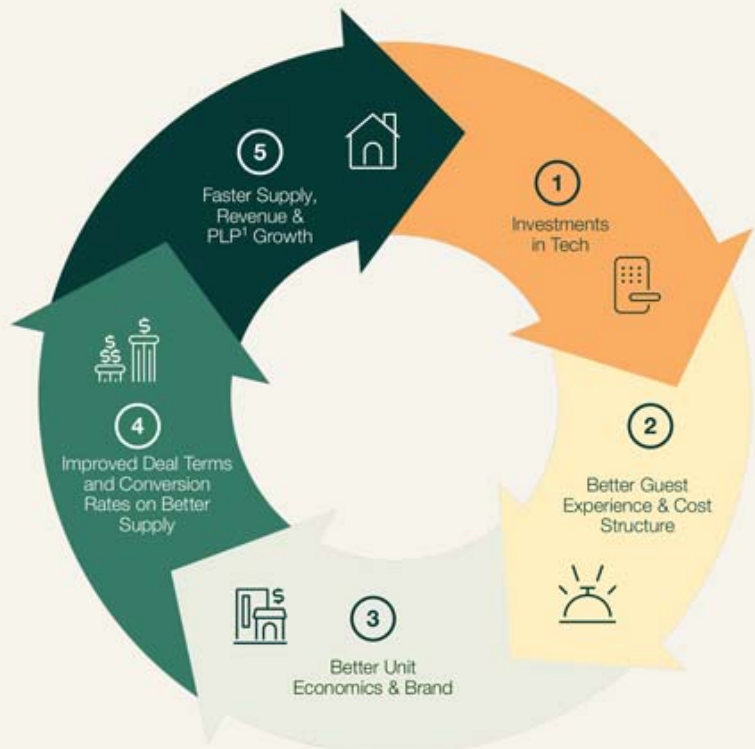 1
Investments
in Tech
2
Better Guest
Experience & Cost
Structure
3
Better Unit
Economics & Brand
$
4
Improved Deal Terms
and Conversion
Rates on Better
Supply
$
$$
$
5
Faster Supply,
Revenue &
PLP¹ Growth